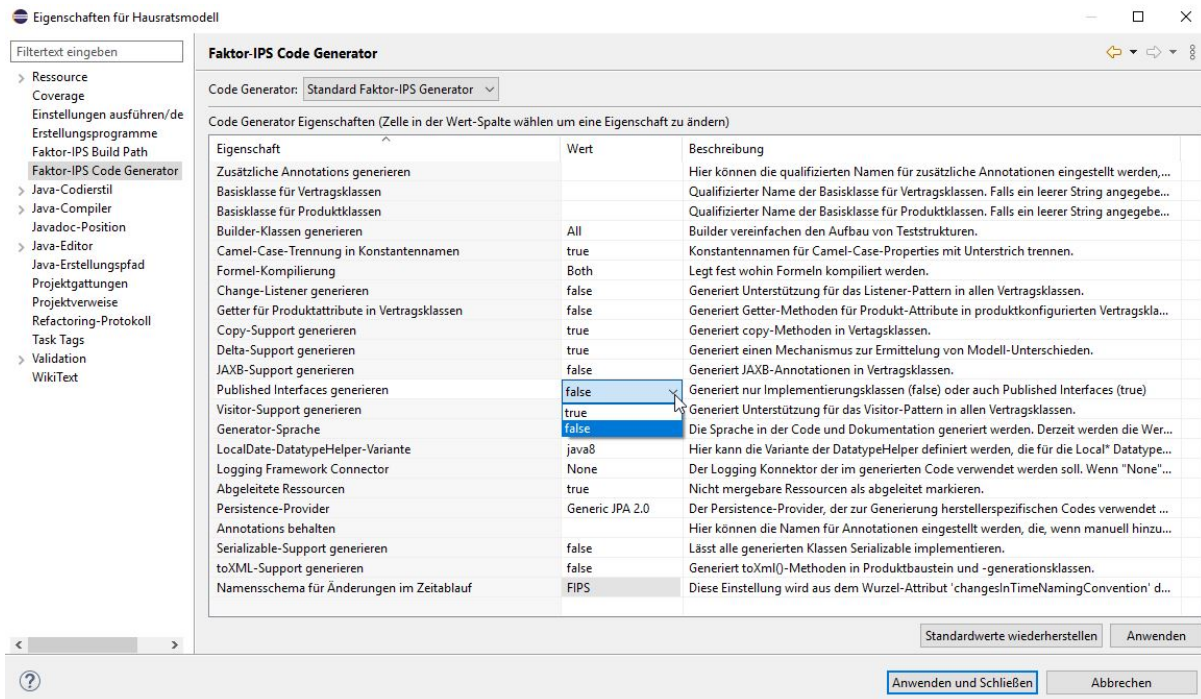 Eigenschaften für Hausratsmodell
Filtertext eingeben
Ressource
Coverage
Einstellungen ausführen/de
Erstellungsprogramme
Faktor-IPS Build Path
Faktor-IPS Code Generator
Java-Codierstil
Java-Compiler
Javadoc-Position
Java-Editor
Java-Erstellungspfad
Projektgattungen
Projektverweise
Refactoring-Protokoll
Task Tags
Validation
WikiText
Faktor-IPS Code Generator
Code Generator: Standard Faktor-IPS Generator
Code Generator Eigenschaften (Zelle in der Wert-Spalte wählen um eine Eigenschaft zu ändern)
Eigenschaft Wert Beschreibung
Zusätzliche Annotations generieren Hier können die qualifizierten Namen für zusätzliche Annotationen eingestellt werden,...
Basisklasse für Vertragsklassen Qualifizierter Name der Basisklasse für Vertragsklassen. Falls ein leerer String angegebe...
Basisklasse für Produktklassen Qualifizierter Name der Basisklasse für Produktklassen. Falls ein leerer String angegebe...
Builder-Klassen generieren All Builder vereinfachen den Aufbau von Teststrukturen.
Camel-Case-Trennung in Konstantennamen true Konstantennamen für Camel-Case-Properties mit Unterstrich trennen.
Formel-Kompilierung Both Legt fest wohin Formeln kompiliert werden.
Change-Listener generieren false Generiert Unterstützung für das Listener-Pattern in allen Vertragsklassen.
Getter für Produktattribute in Vertragsklassen false Generiert Getter-Methoden für Produkt-Attribute in produktkonfigurierten Vertragskla...
Copy-Support generieren true Generiert copy-Methoden in Vertagsklassen.
Delta-Support generieren true Generiert einen Mechanismus zur Ermittelung von Modell-Unterschieden.
JAXB-Support generieren false Generiert JAXB-Annotationen in Vertragsklassen.
Published Interfaces generieren false Generiert nur Implementierungsklassen (false) oder auch Published Interfaces (true)
Visitor-Support generieren true Generiert Unterstützung für das Visitor-Pattern in allen Vertragsklassen.
Generator-Sprache false Die Sprache in der Code und Dokumentation generiert werden. Derzeit werden die Wer...
LocalDate-DatatypeHelper-Variante java8 Hier kann die Variante der DatatypeHelper definiert werden, die für die Local* Datatype...
Logging Framework Connector None Der Logging Konnektor der im generierten Code verwendet werden soll. Wenn "None"...
Abgeleitete Ressourcen true Nicht mergebare Ressourcen als abgeleitet markieren.
Persistence-Provider Generic JPA 2.0 Der Persistence-Provider, der zur Generierung herstellerspezifischen Codes verwendet ...
Annotations behalten Hier können die Namen für Annotationen eingestellt werden, die, wenn manuell hinzu...
Serializable-Support generieren false Lässt alle generierten Klassen Serializable implementieren.
toXML-Support generieren false Generiert toXml()-Methoden in Produktbaustein und -generationsklassen.
Namensschema für Änderungen im Zeitablauf FIPS Diese Einstellung wird aus dem Wurzel-Attribut 'changesInTimeNamingConvention' d...
Standardwerte wiederherstellen Anwenden
Anwenden und Schließen Abbrechen